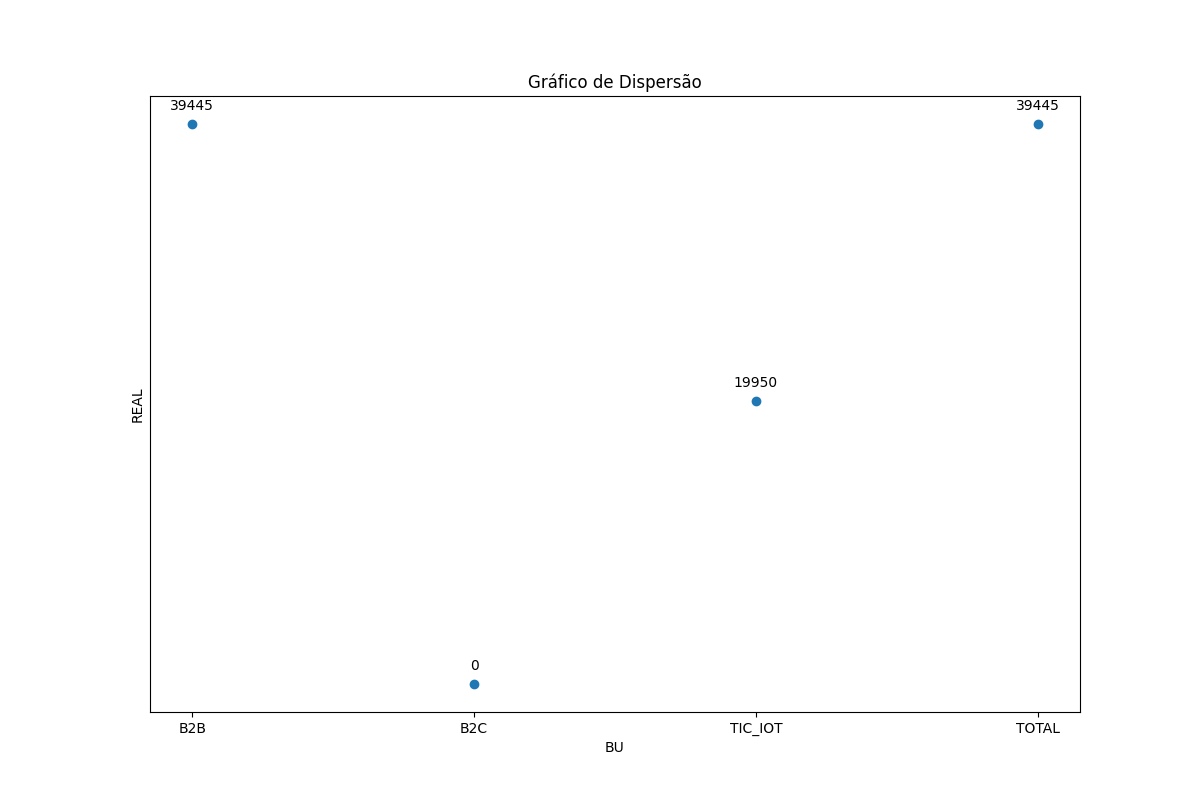 Gráfico de Dispersão
39445
39445
19950
REAL
0
B2B
B2C
TIC_IOT
TOTAL
BU